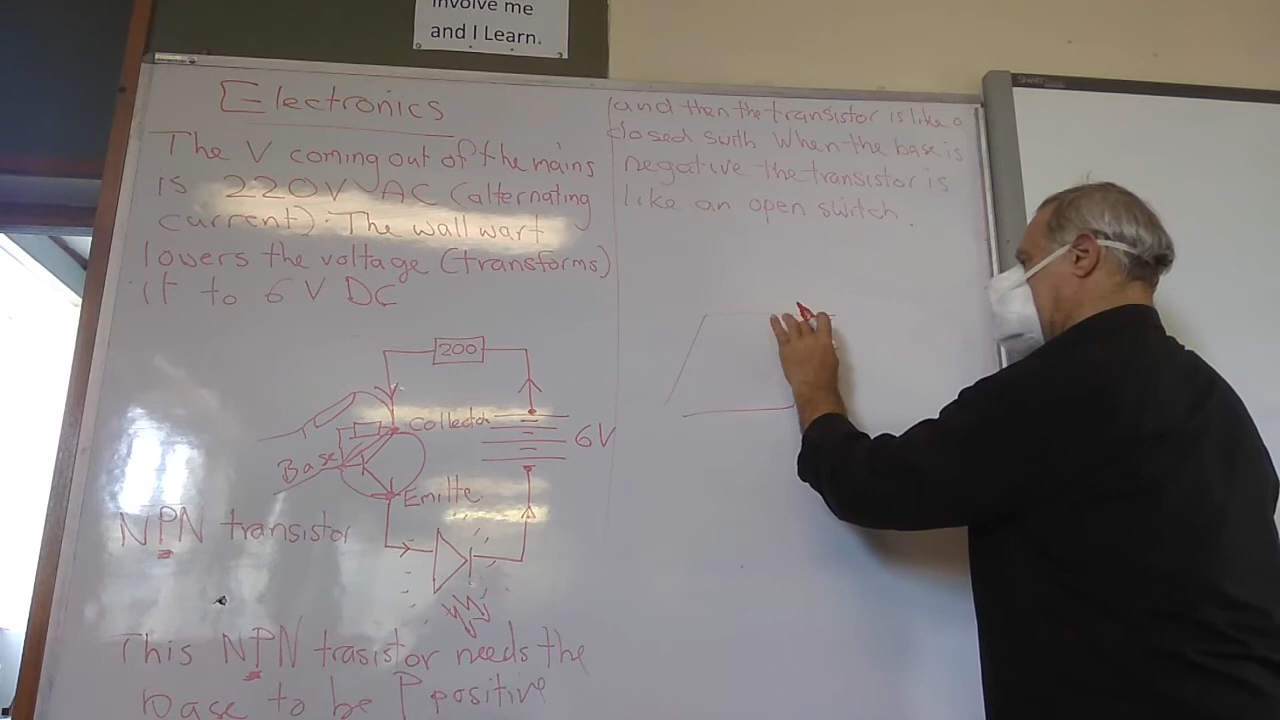 involve me
and I Learn.
Electronics
The V coming out of the mains
is 220V AC (alternating
current). The wall wart
lowers the voltage (transforms)
it to 6V DC
200
Collector
6V
Base
Emitte
NPN transistor
This NPN trasistor needs the
base to be P positive
and then the transistor is like a
closed swith When the base is
negative the transistor is
like an open switch.